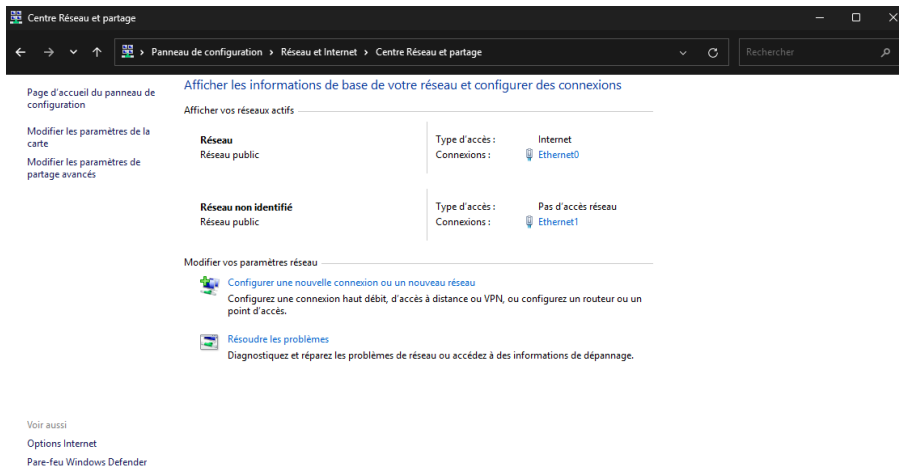 Centre Réseau et partage
Panneau de configuration > Réseau et Internet > Centre Réseau et partage
Rechercher
Page d'accueil du panneau de
configuration
Modifier les paramètres de la
carte
Modifier les paramètres de
partage avancés
Afficher les informations de base de votre réseau et configurer des connexions
Afficher vos réseaux actifs
Réseau
Réseau public
Type d'accès : Internet
Connexions : Ethernet0
Réseau non identifié
Réseau public
Type d'accès : Pas d'accès réseau
Connexions : Ethernet1
Modifier vos paramètres réseau
Configurer une nouvelle connexion ou un nouveau réseau
Configurez une connexion haut débit, d'accès à distance ou VPN, ou configurez un routeur ou un
point d'accès.
Résoudre les problèmes
Diagnostiquez et réparez les problèmes de réseau ou accédez à des informations de dépannage.
Voir aussi
Options Internet
Pare-feu Windows Defender